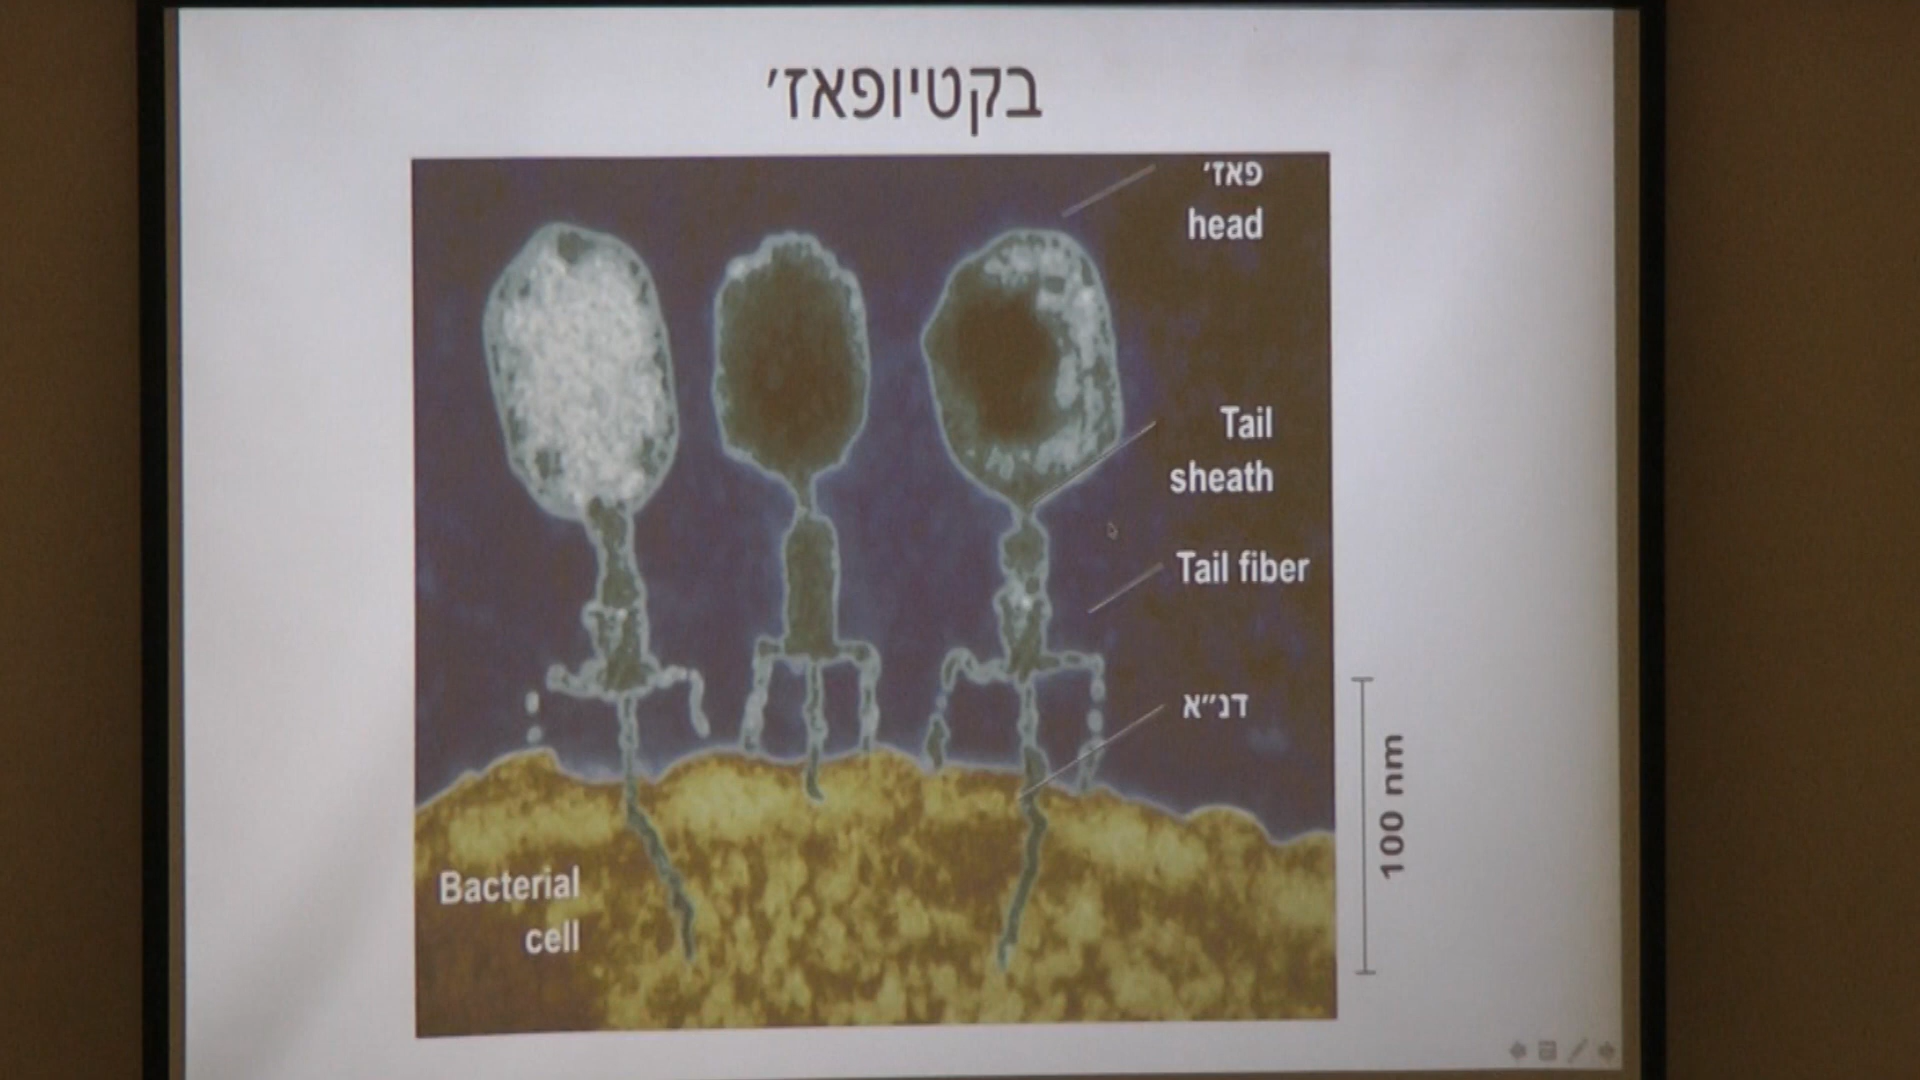 בקטיופאז׳
פאז׳
head
Tail
sheath
Tail fiber
דנ״א
100 nm
Bacterial
cell